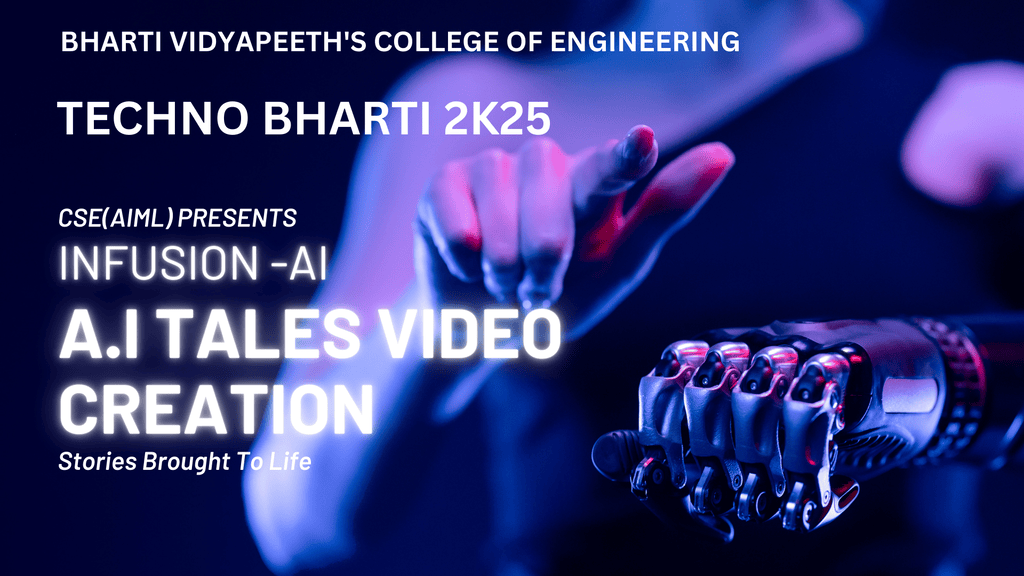 BHARTI VIDYAPEETH'S COLLEGE OF ENGINEERING
TECHNO BHARTI 2K25
CSE(AIML) PRESENTS
INFUSION -AI
A.I TALES VIDEO
CREATION
Stories Brought To Life